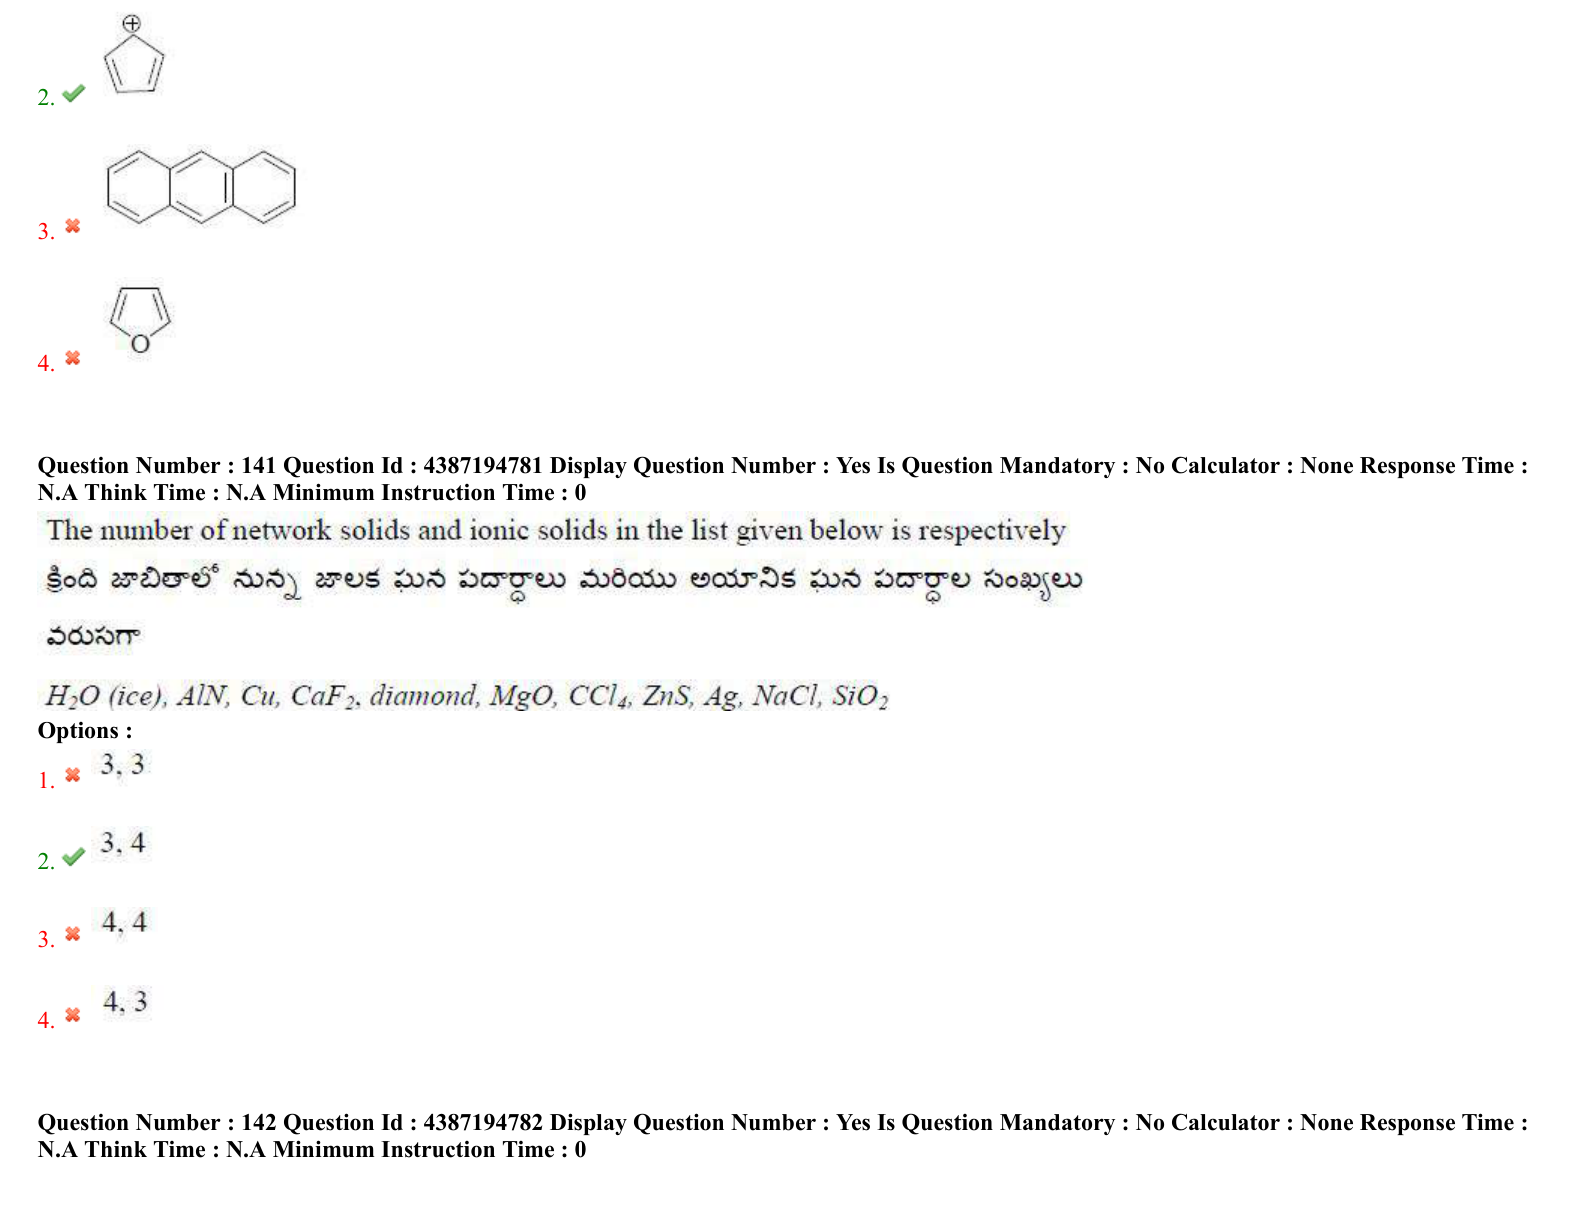 ⊕
2.
3.
O
4.
Question Number : 141 Question Id : 4387194781 Display Question Number : Yes Is Question Mandatory : No Calculator : None Response Time :
N.A Think Time : N.A Minimum Instruction Time : 0
The number of network solids and ionic solids in the list given below is respectively
క్రింది జాబితాలో నున్న జాలక ఘన పదార్థాలు మరియు అయానిక ఘన పదార్థాల సంఖ్యలు
వరుసగా
H₂O (ice), AlN, Cu, CaF₂, diamond, MgO, CCl₄, ZnS, Ag, NaCl, SiO₂
Options :
1. 3, 3
2. 3, 4
3. 4, 4
4. 4, 3
Question Number : 142 Question Id : 4387194782 Display Question Number : Yes Is Question Mandatory : No Calculator : None Response Time :
N.A Think Time : N.A Minimum Instruction Time : 0